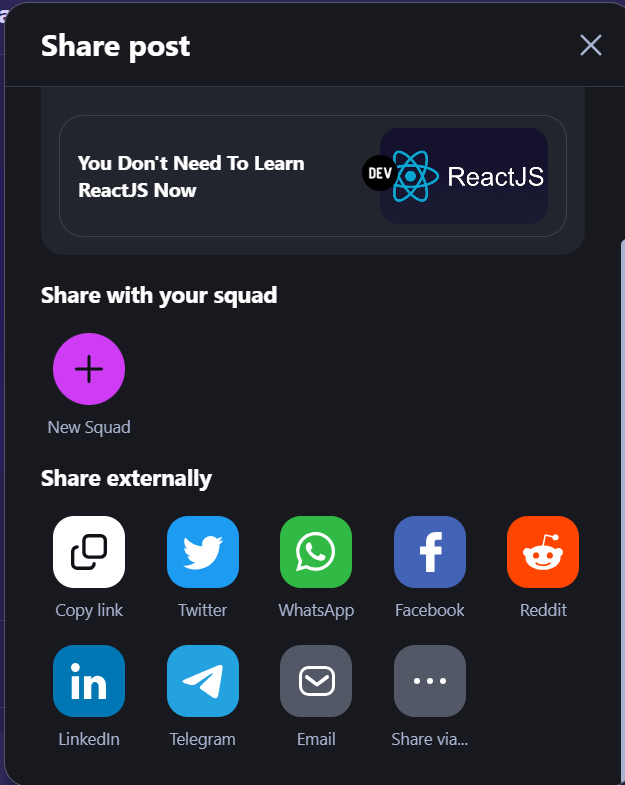 Share post
You Don't Need To Learn
ReactJS Now
DEV
ReactJS
Share with your squad
New Squad
Share externally
Copy link
Twitter
WhatsApp
Facebook
Reddit
in
LinkedIn
Telegram
Email
Share via...